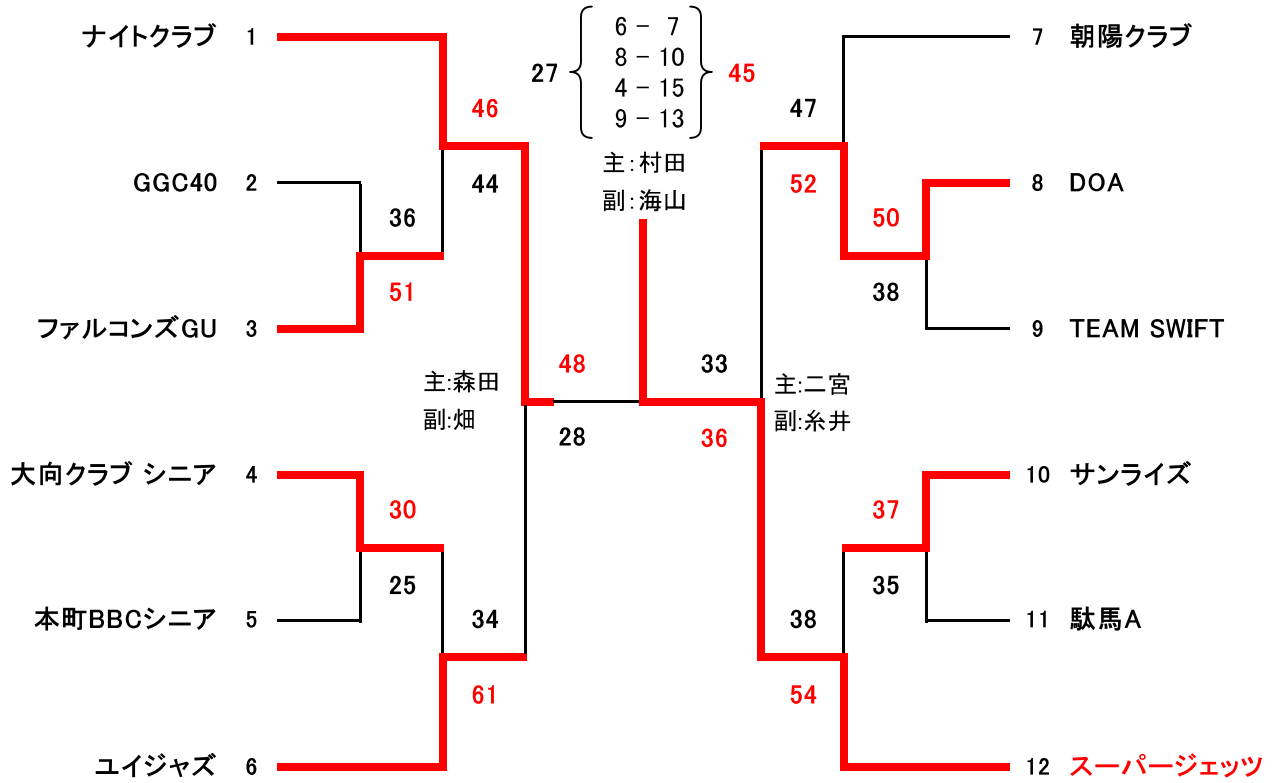 ナイトクラブ 1
GGC40 2
ファルコンズGU 3
大向クラブ シニア 4
本町BBCシニア 5
ユイジャズ 6
46
44
36
51
48
28
30
25
34
61
主:森田
副:畑
27
6 − 7
8 − 10
4 − 15
9 − 13
45
主:村田
副:海山
47
52
50
38
33
36
主:二宮
副:糸井
37
35
38
54
7 朝陽クラブ
8 DOA
9 TEAM SWIFT
10 サンライズ
11 駄馬A
12 スーパージェッツ